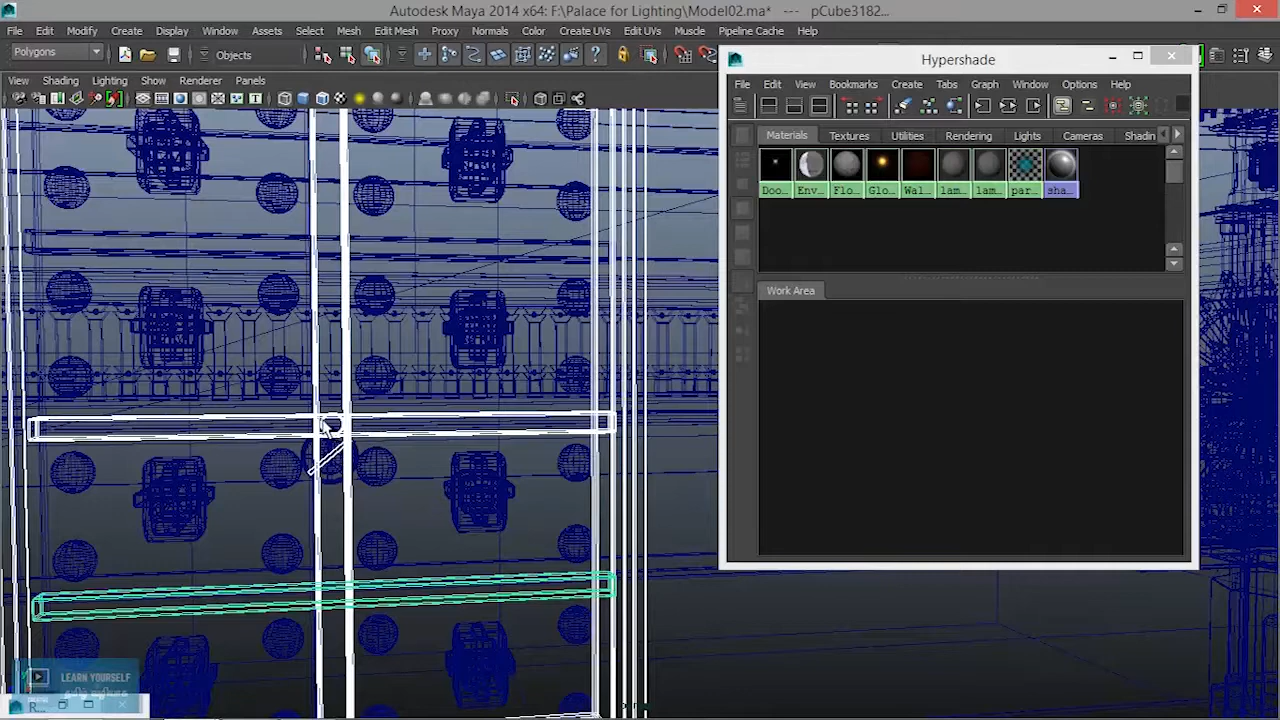 Autodesk Maya 2014 x64: F:\Palace for Lighting\Model02.ma* --- pCube3182...
File Edit Modify Create Display Window Assets Select Mesh Edit Mesh Proxy Normals Color Create UVs Edit UVs Muscle Pipeline Cache Help
Polygons Objects
View Shading Lighting Show Renderer Panels
Hypershade
File Edit View Bookmarks Create Tabs Graph Window Options Help
Materials Textures Utilities Rendering Lights Cameras Shadin
Doo... Env... Flo... Glo... Wal... lam... lam... par... sha...
Work Area
LEARN YOURSELF
R...